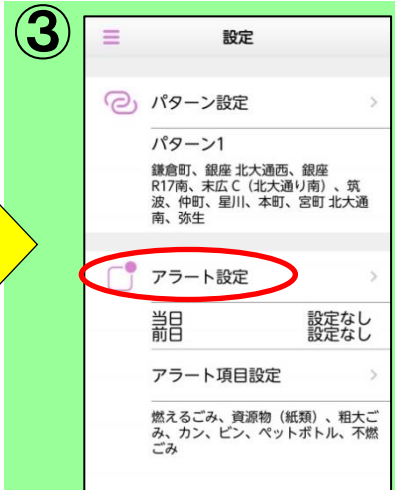 ③
設定
パターン設定
パターン1
鎌倉町、銀座 北大通西、銀座
R17南、末広 C（北大通り南）、筑
波、仲町、星川、本町、宮町 北大通
南、弥生
アラート設定
当日 設定なし
前日 設定なし
アラート項目設定
燃えるごみ、資源物（紙類）、粗大ご
み、カン、ビン、ペットボトル、不燃
ごみ